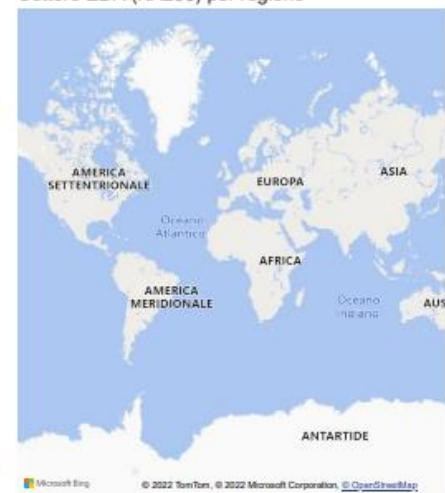 AMERICA
SETTENTRIONALE
EUROPA
ASIA
Oceano
Atlantico
AFRICA
AMERICA
MERIDIONALE
Oceano
Indiano
AUS
ANTARTIDE
Microsoft Bing
© 2022 TomTom, © 2022 Microsoft Corporation, © OpenStreetMap